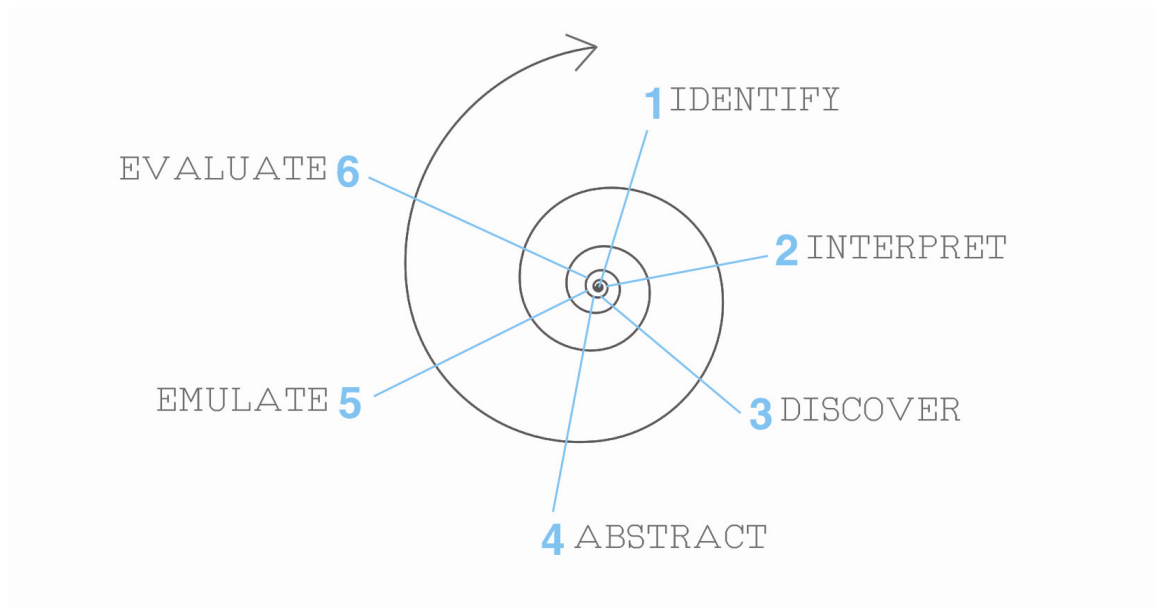 1 IDENTIFY
2 INTERPRET
3 DISCOVER
4 ABSTRACT
5 EMULATE
6 EVALUATE